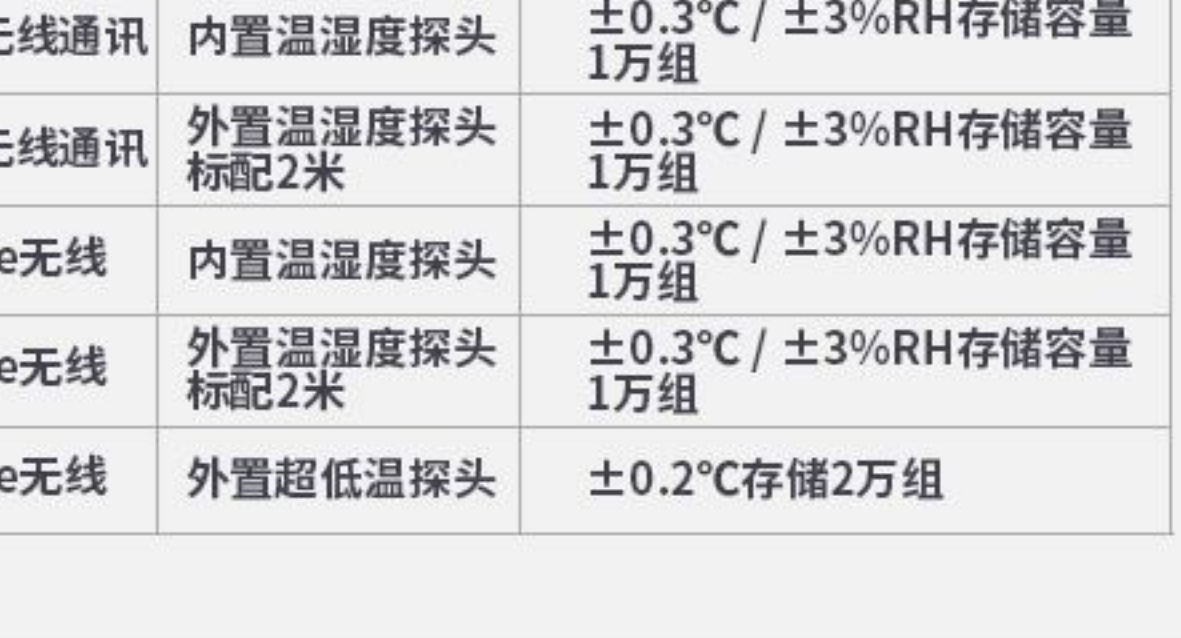 线通讯 内置温湿度探头 ±0.3℃ / ±3%RH存储容量
1万组
线通讯 外置温湿度探头 ±0.3℃ / ±3%RH存储容量
标配2米 1万组
e无线 内置温湿度探头 ±0.3℃ / ±3%RH存储容量
1万组
e无线 外置温湿度探头 ±0.3℃ / ±3%RH存储容量
标配2米 1万组
e无线 外置超低温探头 ±0.2℃存储2万组